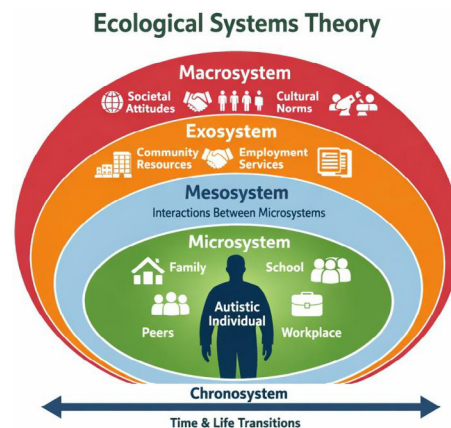 Ecological Systems Theory
Macrosystem
Societal Attitudes
Cultural Norms
Exosystem
Community Resources
Employment Services
Mesosystem
Interactions Between Microsystems
Microsystem
Family
School
Autistic Individual
Peers
Workplace
Chronosystem
Time & Life Transitions